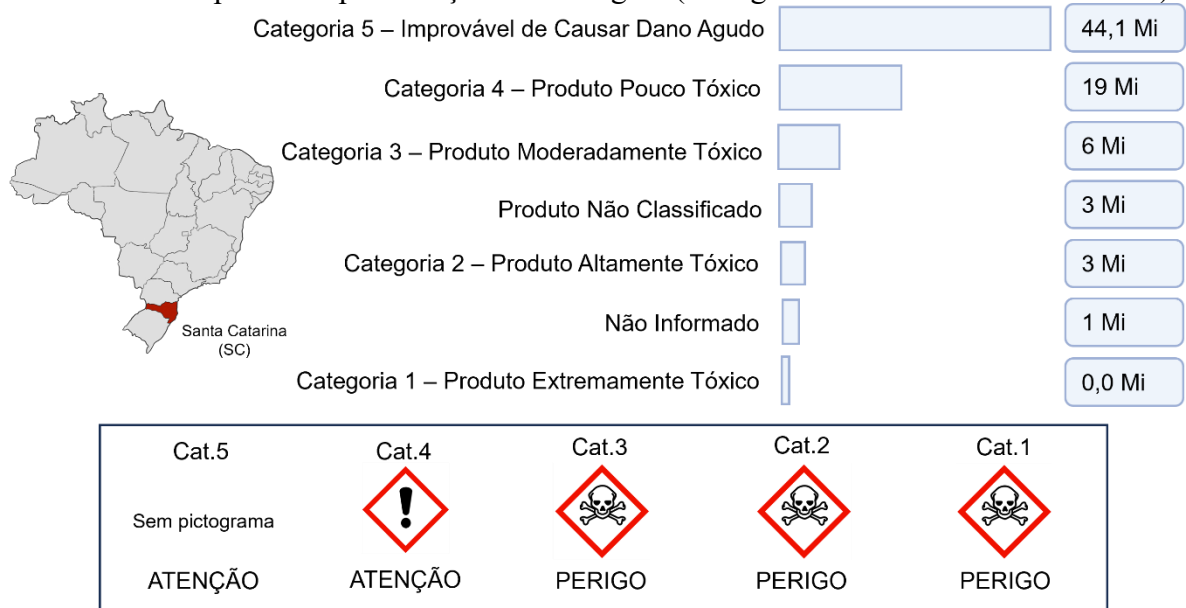 Categoria 5 – Improvável de Causar Dano Agudo
44,1 Mi
Categoria 4 – Produto Pouco Tóxico
19 Mi
Categoria 3 – Produto Moderadamente Tóxico
6 Mi
Produto Não Classificado
3 Mi
Categoria 2 – Produto Altamente Tóxico
3 Mi
Não Informado
1 Mi
Categoria 1 – Produto Extremamente Tóxico
0,0 Mi
Santa Catarina
(SC)
Cat.5
Cat.4
Cat.3
Cat.2
Cat.1
Sem pictograma
ATENÇÃO
ATENÇÃO
PERIGO
PERIGO
PERIGO